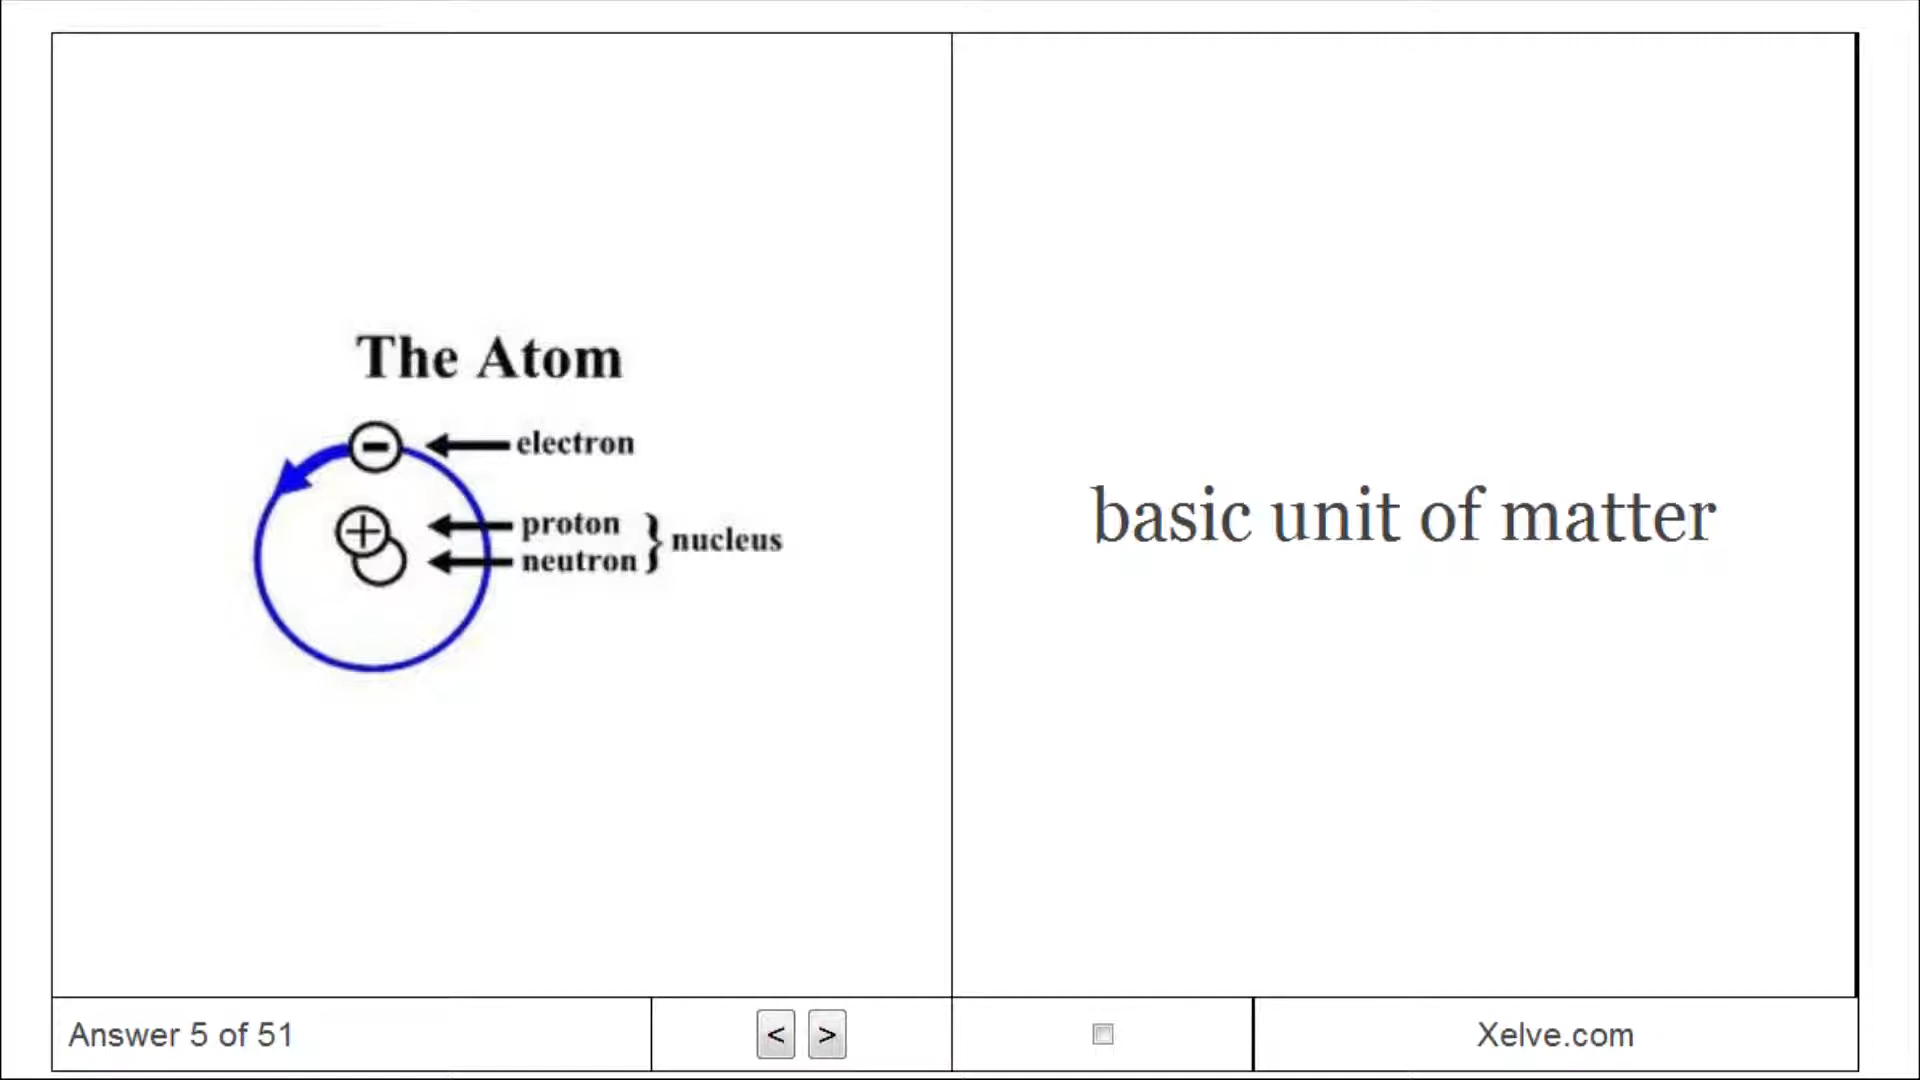 The Atom
electron
proton
neutron
} nucleus
basic unit of matter
Answer 5 of 51
< >
Xelve.com